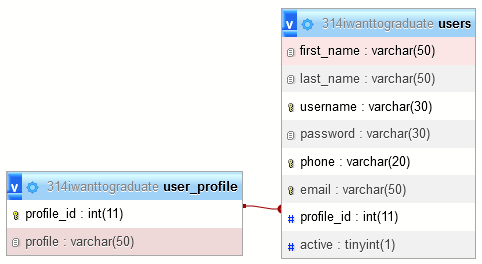 v 314iwanttograduate users
first_name : varchar(50)
last_name : varchar(50)
username : varchar(30)
password : varchar(30)
phone : varchar(20)
email : varchar(50)
# profile_id : int(11)
# active : tinyint(1)
v 314iwanttograduate user_profile
profile_id : int(11)
profile : varchar(50)